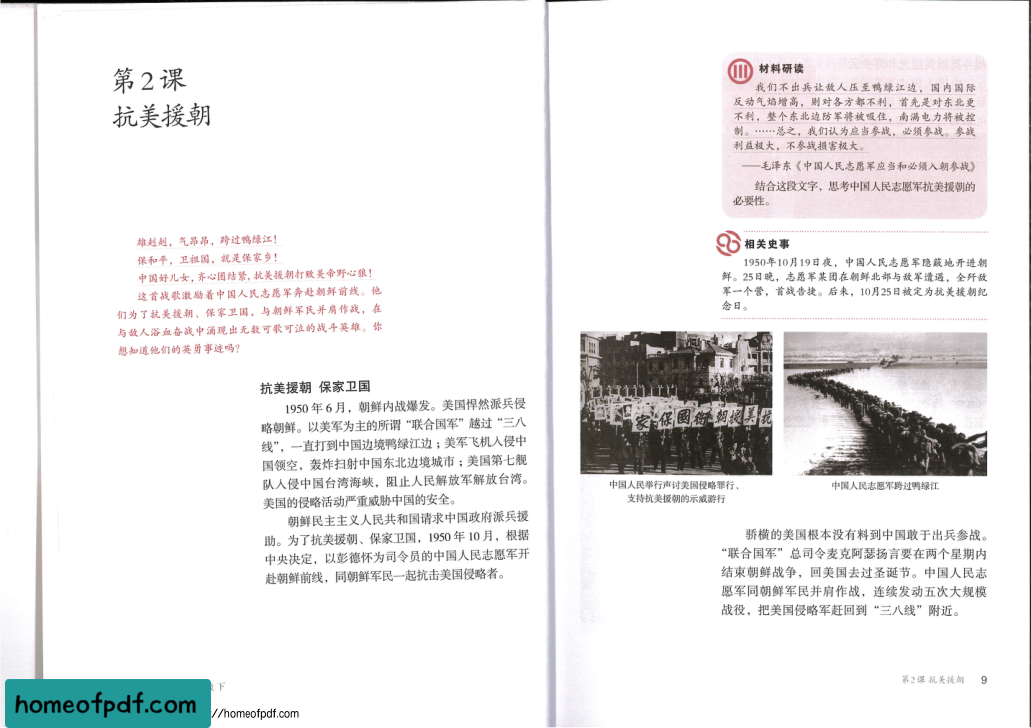 第2课
抗美援朝
雄赳赳，气昂昂，跨过鸭绿江！
保和平，卫祖国，就是保家乡！
中国好儿女，齐心团结紧，抗美援朝打败美帝野心狼！
这首战歌激励着中国人民志愿军奔赴朝鲜前线。他
们为了抗美援朝、保家卫国，与朝鲜军民并肩作战，在
与敌人浴血奋战中涌现出无数可歌可泣的战斗英雄。你
想知道他们的英勇事迹吗？
抗美援朝 保家卫国
1950年6月，朝鲜内战爆发。美国悍然派兵侵
略朝鲜。以美军为主的所谓“联合国军”越过“三八
线”，一直打到中国边境鸭绿江边；美军飞机入侵中
国领空，轰炸扫射中国东北边境城市；美国第七舰
队入侵中国台湾海峡，阻止人民解放军解放台湾。
美国的侵略活动严重威胁中国的安全。
朝鲜民主主义人民共和国请求中国政府派兵援
助。为了抗美援朝、保家卫国，1950年10月，根据
中央决定，以彭德怀为司令员的中国人民志愿军开
赴朝鲜前线，同朝鲜军民一起抗击美国侵略者。
下
homeofpdf.com
//homeofpdf.com
材料研读
我们不出兵让敌人压至鸭绿江边，国内国际
反动气焰增高，则对各方都不利，首先是对东北更
不利，整个东北边防军将被吸住，南满电力将被控
制。……总之，我们认为应当参战，必须参战。参战
利益极大，不参战损害极大。
——毛泽东《中国人民志愿军应当和必须入朝参战》
结合这段文字，思考中国人民志愿军抗美援朝的
必要性。
相关史事
1950年10月19日夜，中国人民志愿军隐蔽地开进朝
鲜。25日晚，志愿军某团在朝鲜北部与敌军遭遇，全歼敌
军一个营，首战告捷。后来，10月25日被定为抗美援朝纪
念日。
家保國衛朝援美抗
中国人民举行声讨美国侵略罪行、
支持抗美援朝的示威游行
中国人民志愿军跨过鸭绿江
骄横的美国根本没有料到中国敢于出兵参战。
“联合国军”总司令麦克阿瑟扬言要在两个星期内
结束朝鲜战争，回美国去过圣诞节。中国人民志
愿军同朝鲜军民并肩作战，连续发动五次大规模
战役，把美国侵略军赶回到“三八线”附近。
第2课 抗美援朝 9